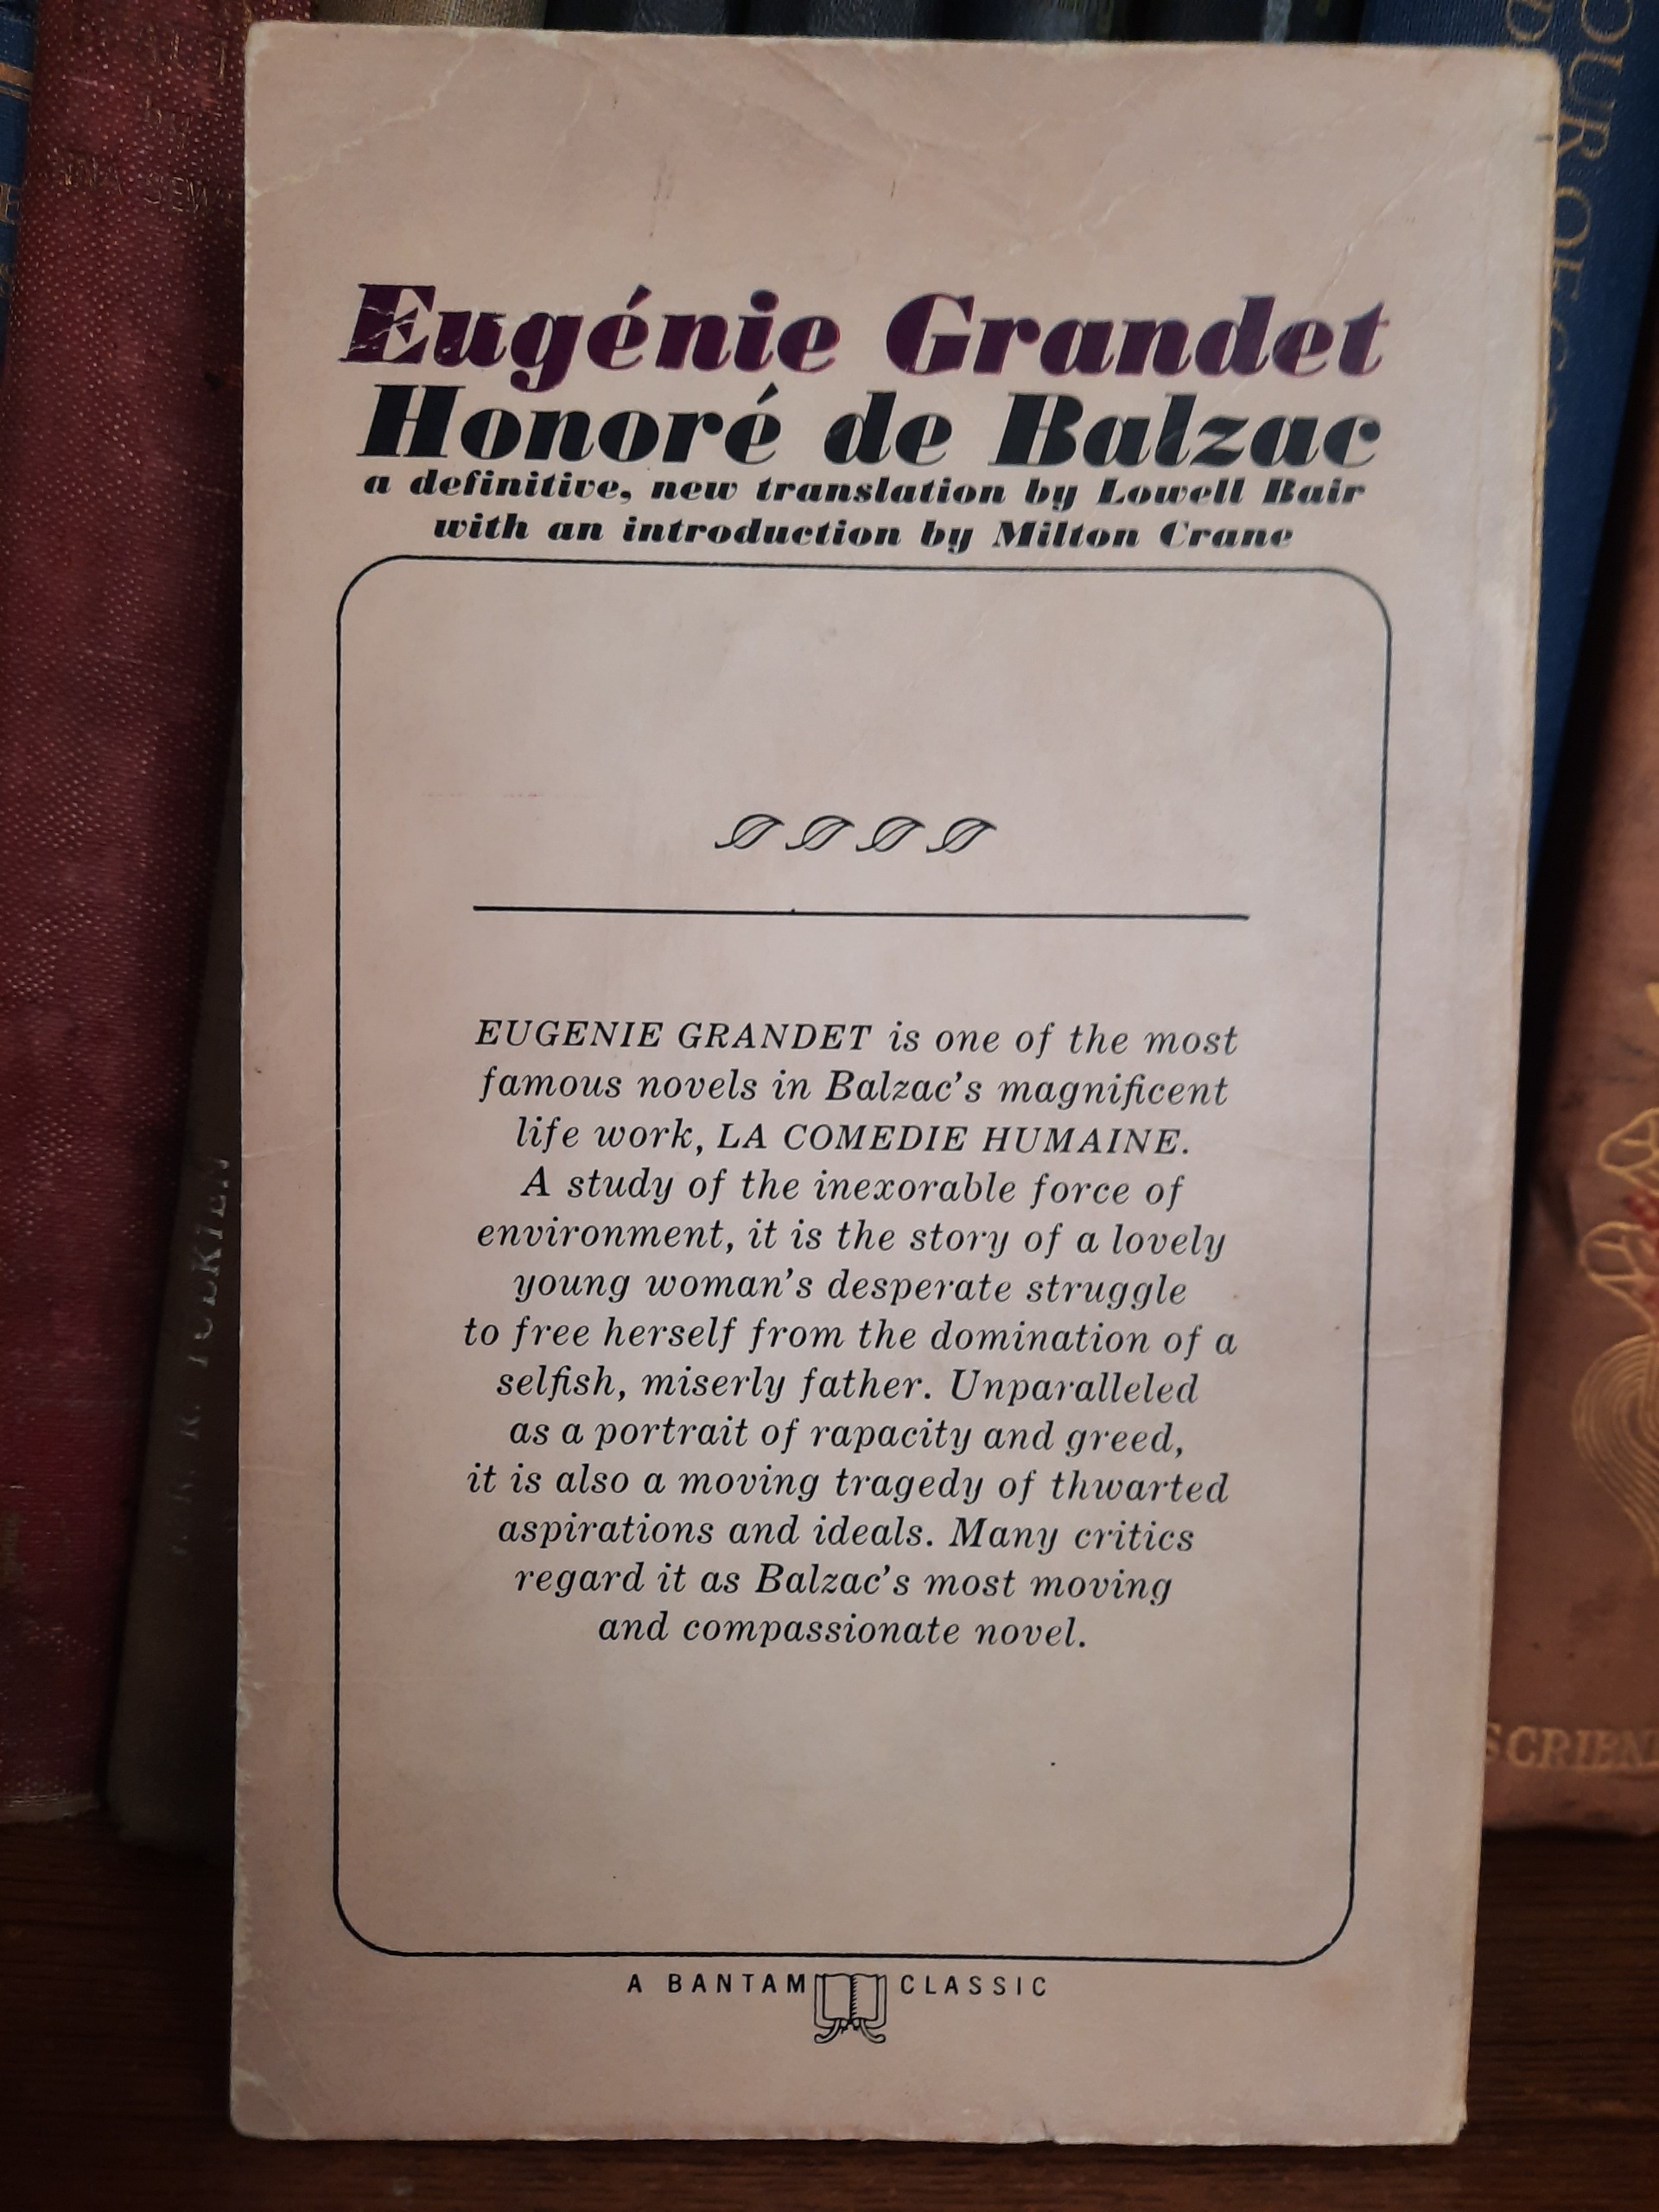 Eugénie Grandet
Honoré de Balzac
a definitive, new translation by Lowell Bair
with an introduction by Milton Crane
EUGENIE GRANDET is one of the most
famous novels in Balzac's magnificent
life work, LA COMEDIE HUMAINE.
A study of the inexorable force of
environment, it is the story of a lovely
young woman's desperate struggle
to free herself from the domination of a
selfish, miserly father. Unparalleled
as a portrait of rapacity and greed,
it is also a moving tragedy of thwarted
aspirations and ideals. Many critics
regard it as Balzac's most moving
and compassionate novel.
A BANTAM CLASSIC